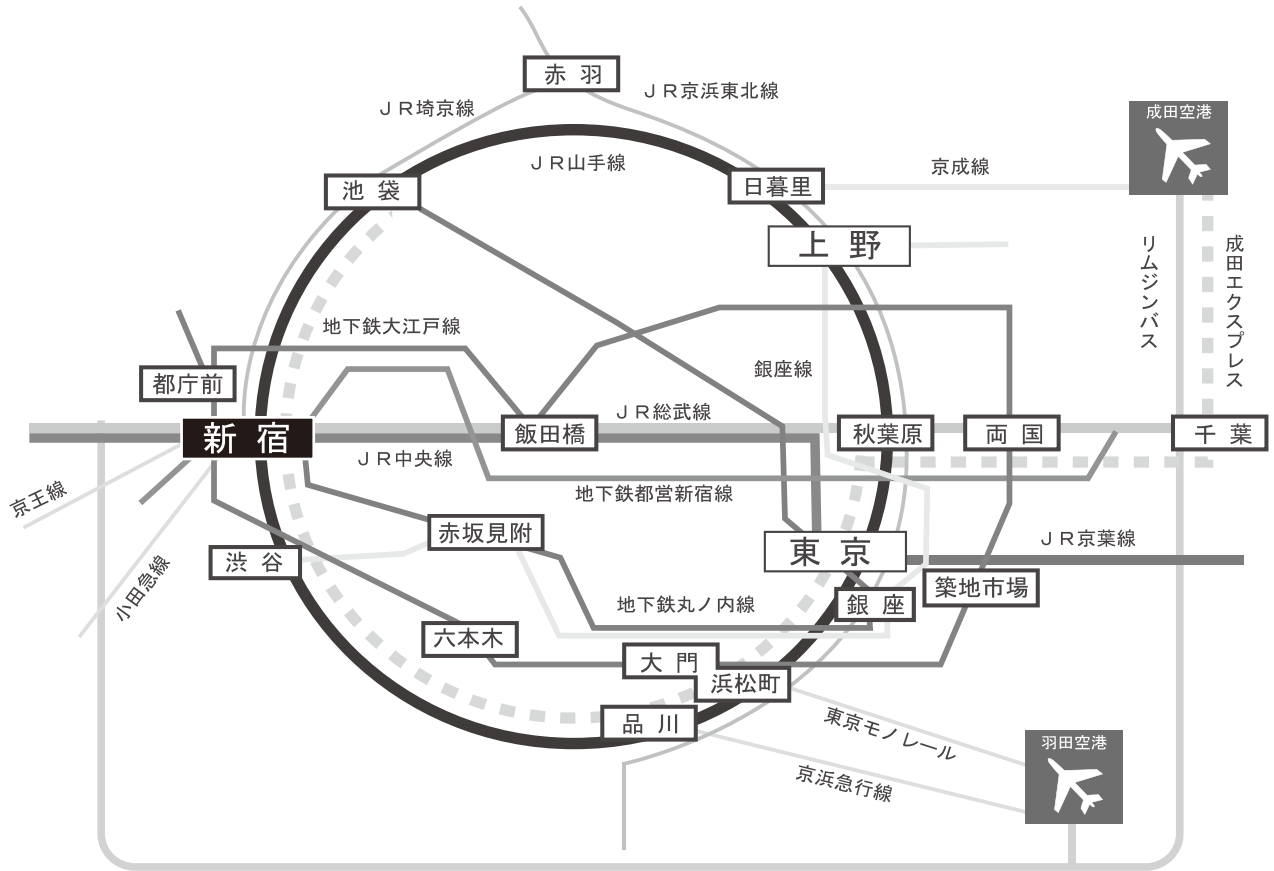 赤羽
ＪＲ埼京線
ＪＲ京浜東北線
成田空港
ＪＲ山手線
京成線
池袋
日暮里
上野
リムジンバス
成田エクスプレス
地下鉄大江戸線
銀座線
都庁前
ＪＲ総武線
新宿
飯田橋
秋葉原
両国
千葉
ＪＲ中央線
京王線
地下鉄都営新宿線
赤坂見附
東京
ＪＲ京葉線
渋谷
小田急線
築地市場
地下鉄丸ノ内線
銀座
六本木
大門
浜松町
品川
東京モノレール
羽田空港
京浜急行線